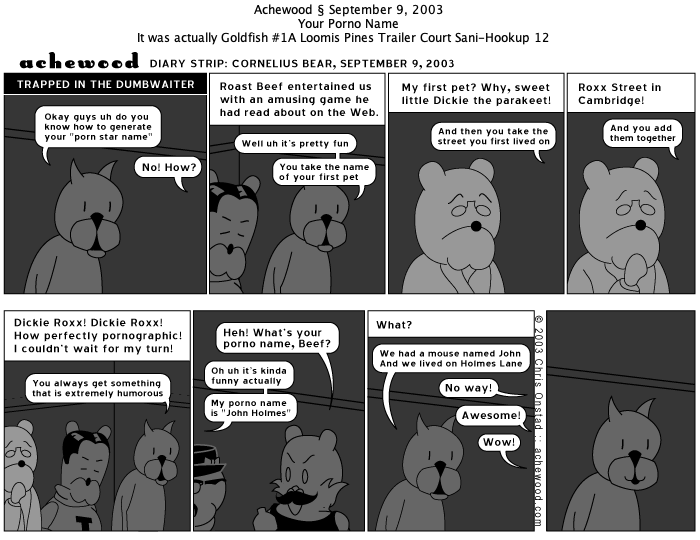 Achewood § September 9, 2003
Your Porno Name
It was actually Goldfish #1A Loomis Pines Trailer Court Sani-Hookup 12
achewood DIARY STRIP: CORNELIUS BEAR, SEPTEMBER 9, 2003
TRAPPED IN THE DUMBWAITER
Okay guys uh do you
know how to generate
your "porn star name"
No! How?
Roast Beef entertained us
with an amusing game he
had read about on the Web.
Well uh it's pretty fun
You take the name
of your first pet
My first pet? Why, sweet
little Dickie the parakeet!
And then you take the
street you first lived on
Roxx Street in
Cambridge!
And you add
them together
Dickie Roxx! Dickie Roxx!
How perfectly pornographic!
I couldn't wait for my turn!
You always get something
that is extremely humorous
T
Heh! What's your
porno name, Beef?
Oh uh it's kinda
funny actually
My porno name
is "John Holmes"
What?
We had a mouse named John
And we lived on Holmes Lane
No way!
Awesome!
Wow!
© 2003 Chris Onstad :: achewood.com